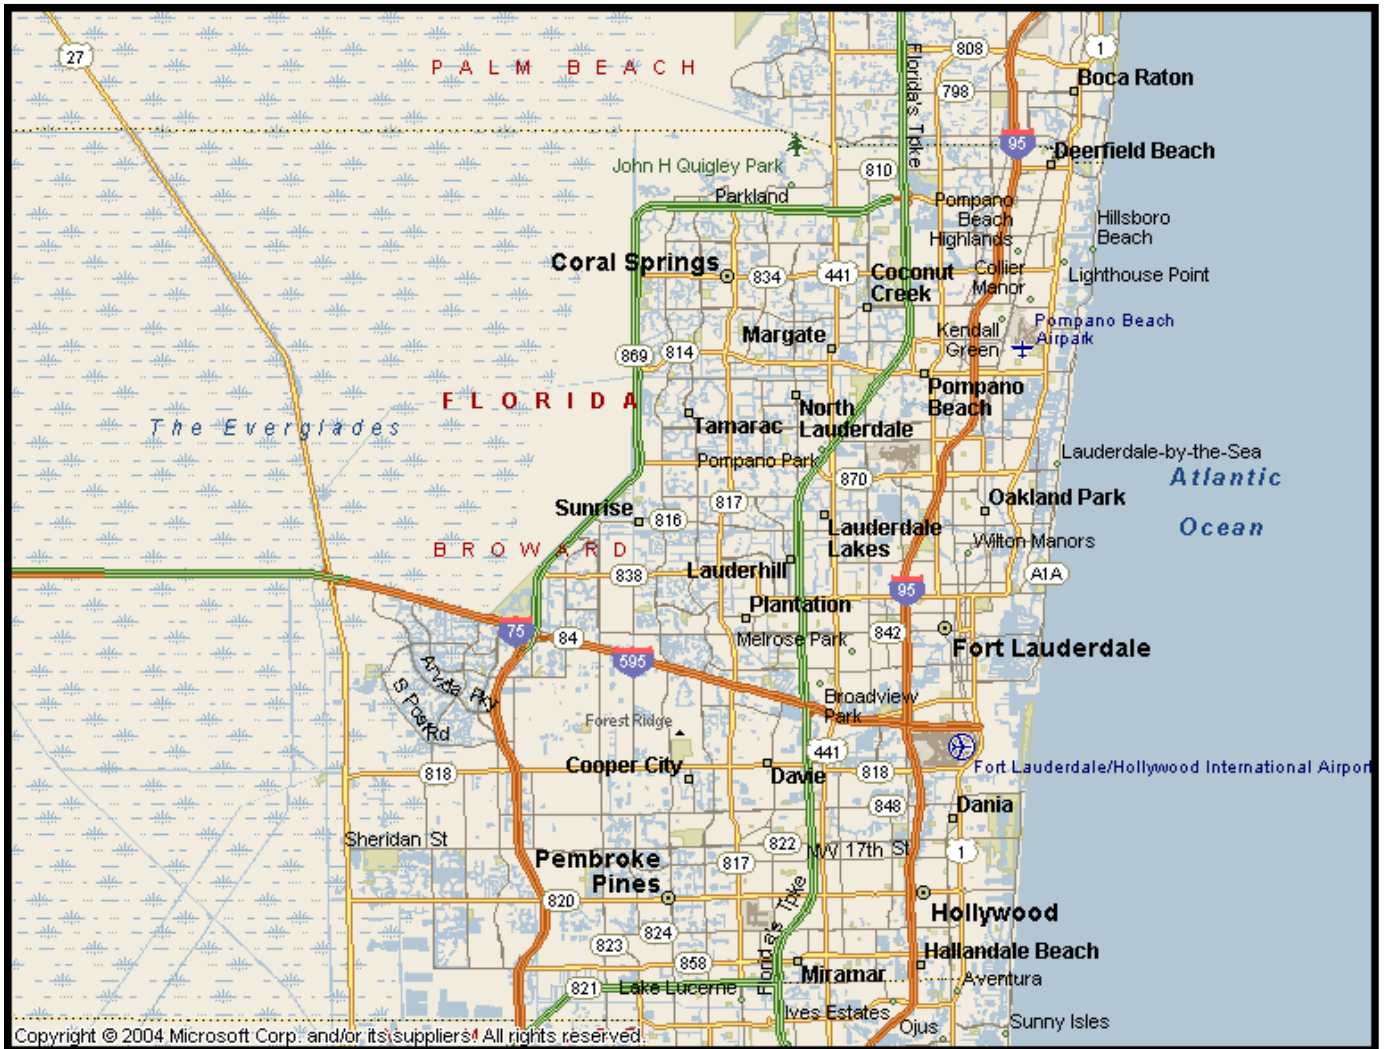 27
PALM BEACH
808
1
Boca Raton
Florida's Tpke
798
95
Deerfield Beach
John H Quigley Park
810
Parkland
Pompano
Beach
Highlands
Hillsboro
Beach
Coral Springs
834
441
Coconut
Creek
Collier
Manor
Lighthouse Point
Margate
Kendall
Green
Pompano Beach
Airpark
869
814
Pompano
Beach
FLORIDA
North
Lauderdale
The Everglades
Tamarac
Pompano Park
870
Lauderdale-by-the-Sea
Atlantic
Ocean
Sunrise
816
817
Oakland Park
Lauderdale
Lakes
Wilton Manors
BROWARD
Lauderhill
838
A1A
95
Plantation
75
84
Melrose Park
842
Fort Lauderdale
595
Arvida Pky
S Post Rd
Broadview
Park
Forest Ridge
441
Cooper City
818
Davie
818
Fort Lauderdale/Hollywood International Airport
848
Dania
Sheridan St
822
NW 17th St
1
Pembroke
Pines
817
820
Florida's Tpke
Hollywood
824
823
Hallandale Beach
858
Miramar
821
Lake Lucerne
Aventura
Ives Estates
Ojus
Sunny Isles
Copyright © 2004 Microsoft Corp. and/or its suppliers. All rights reserved.